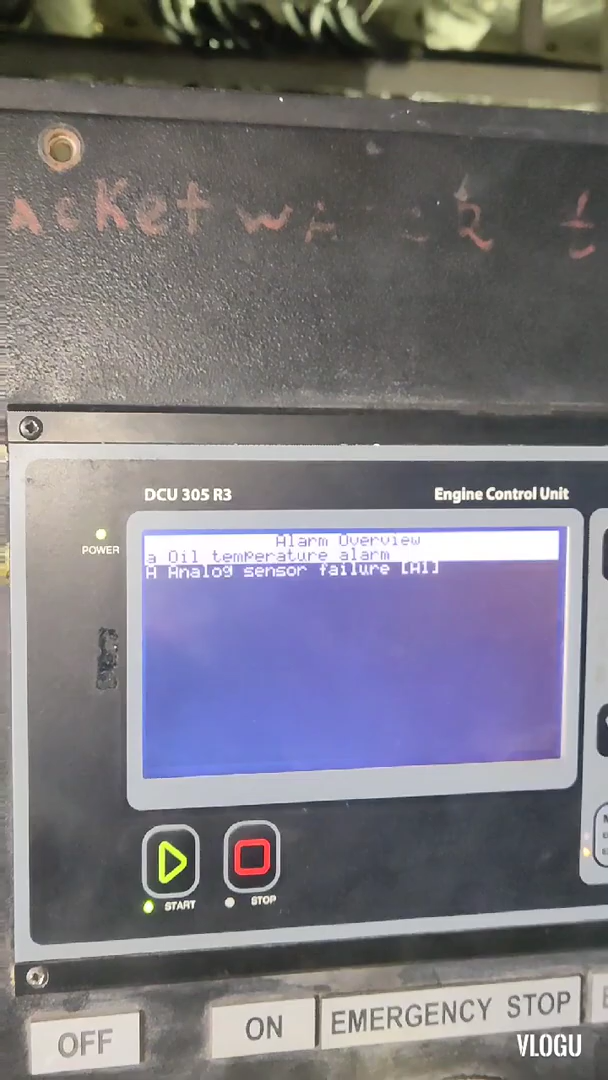 acket
DCU 305 R3 Engine Control Unit
POWER
Alarm Overview
a Oil temperature alarm
A Analog sensor failure [A1]
START STOP
OFF ON EMERGENCY STOP
VLOGU